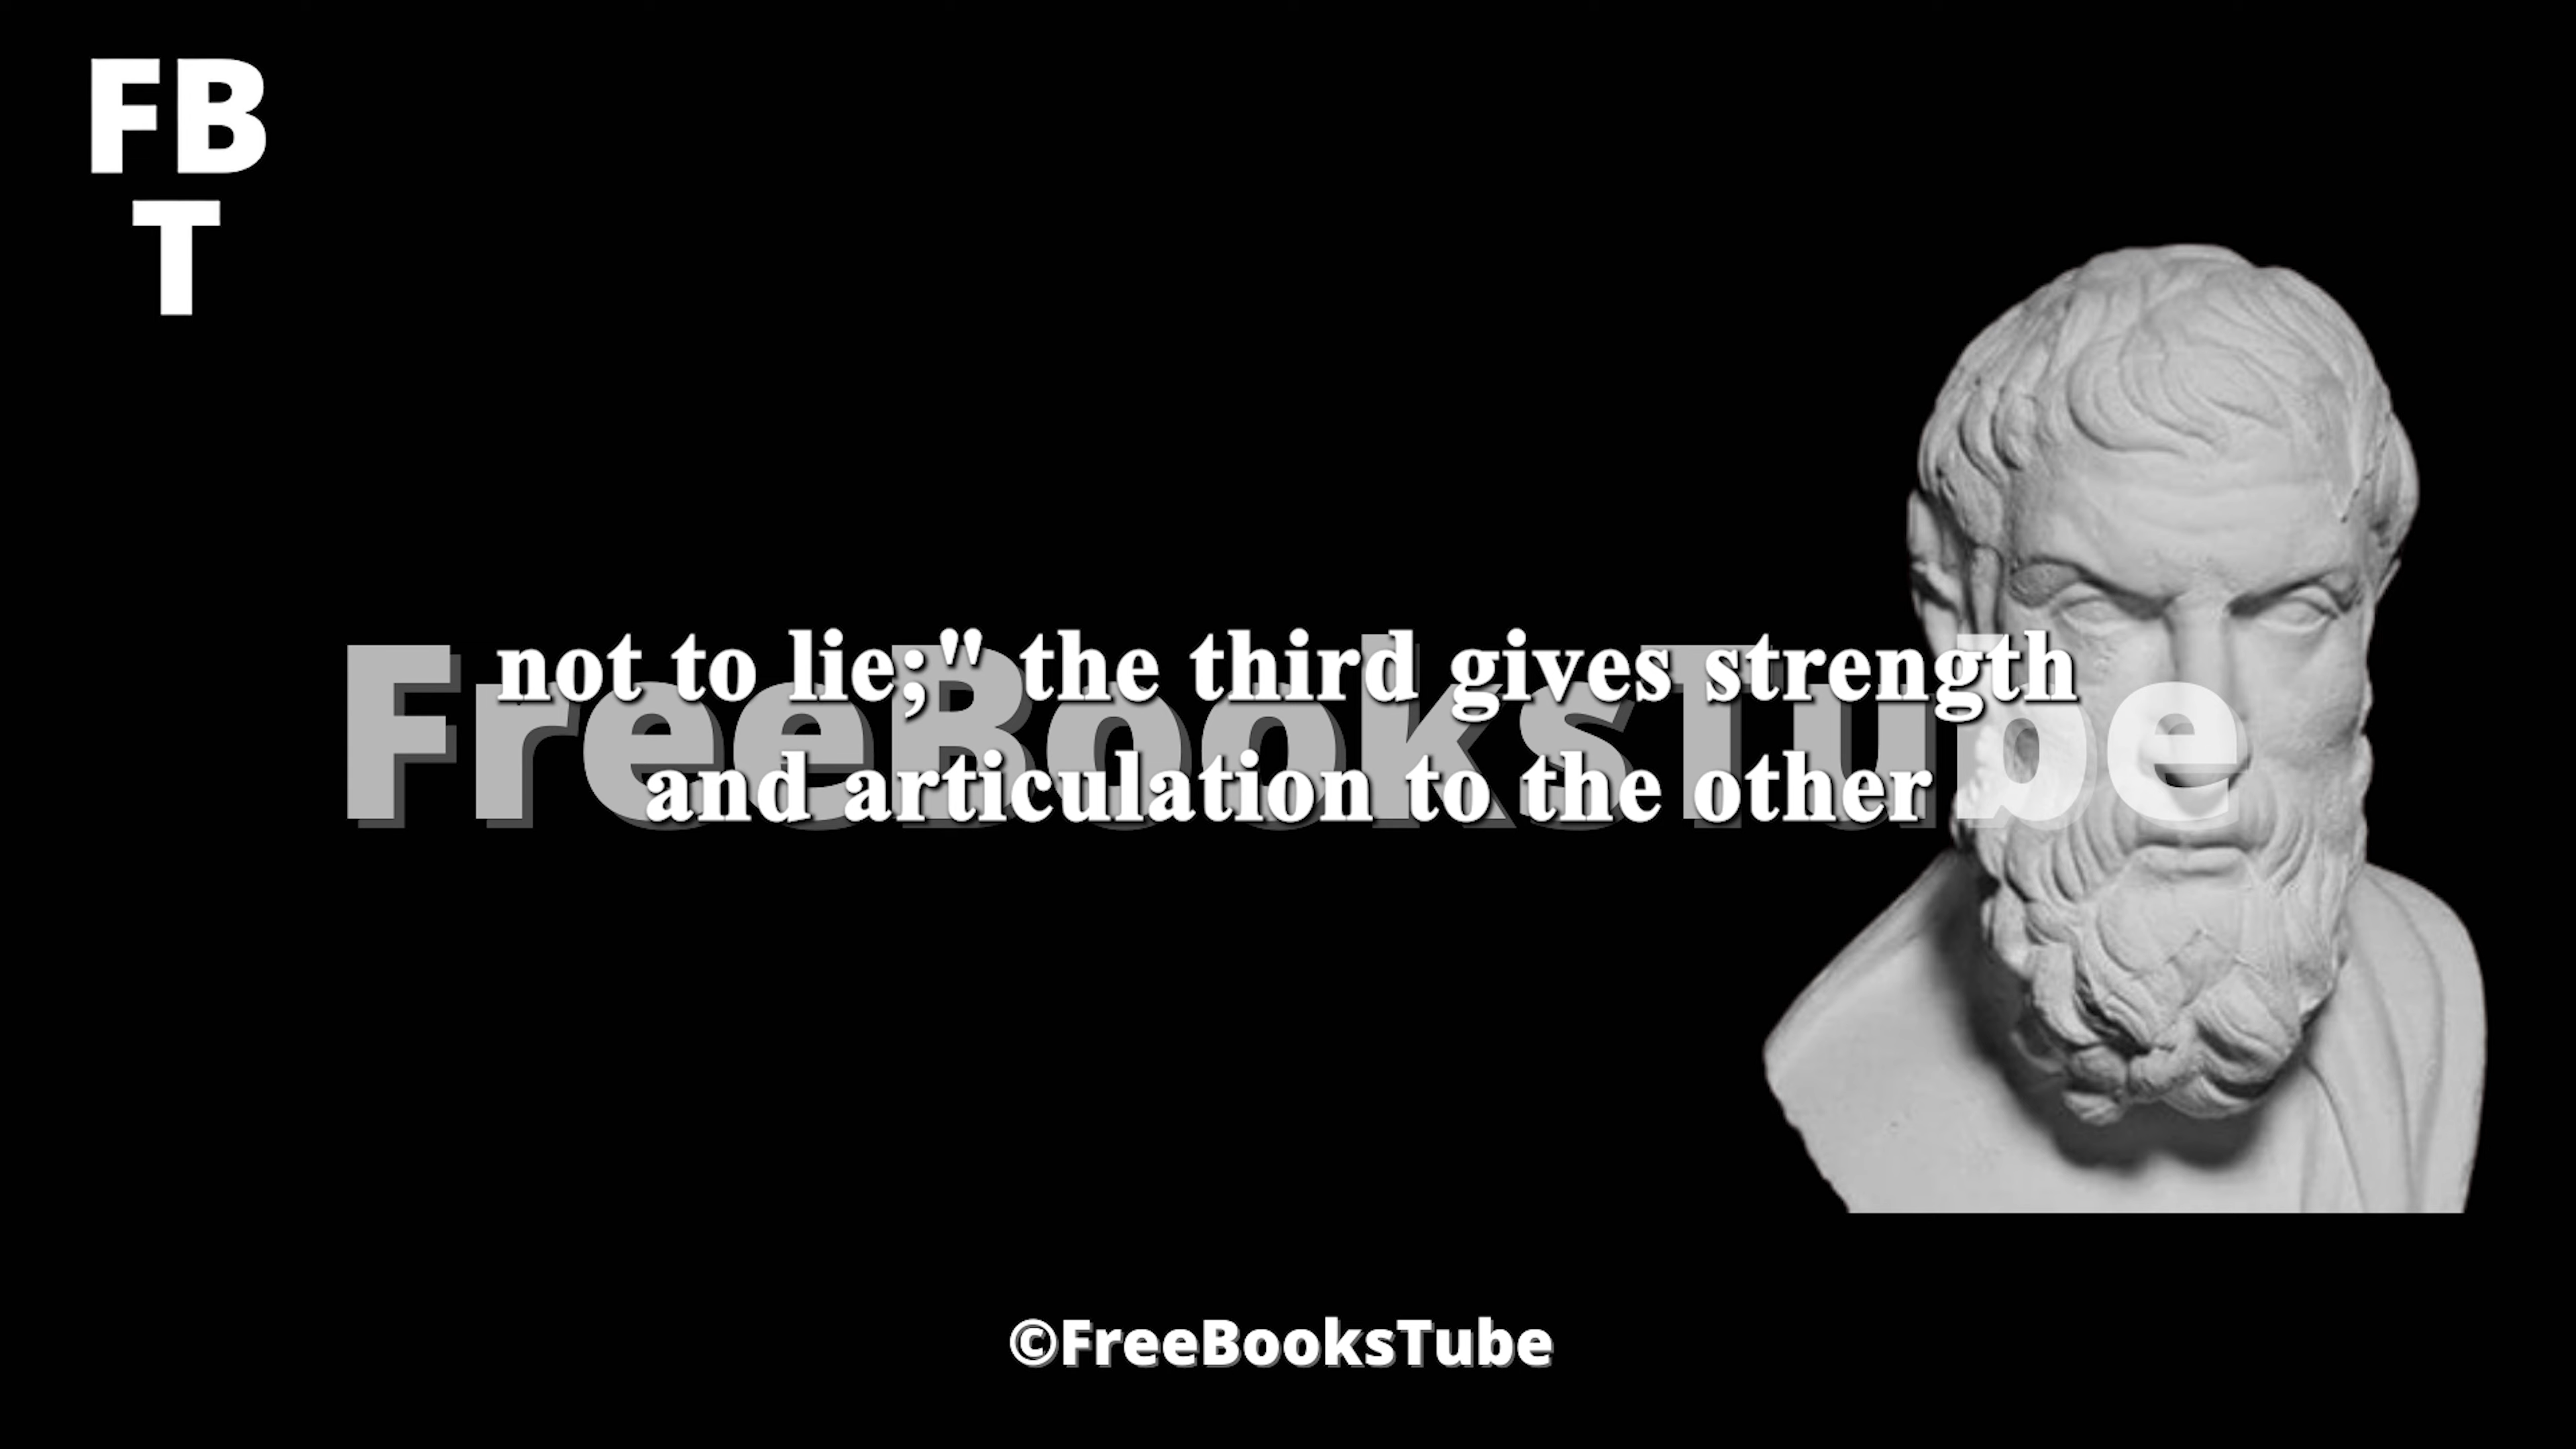 FB
T
not to lie;" the third gives strength
FreeBooksTube
and articulation to the other
©FreeBooksTube